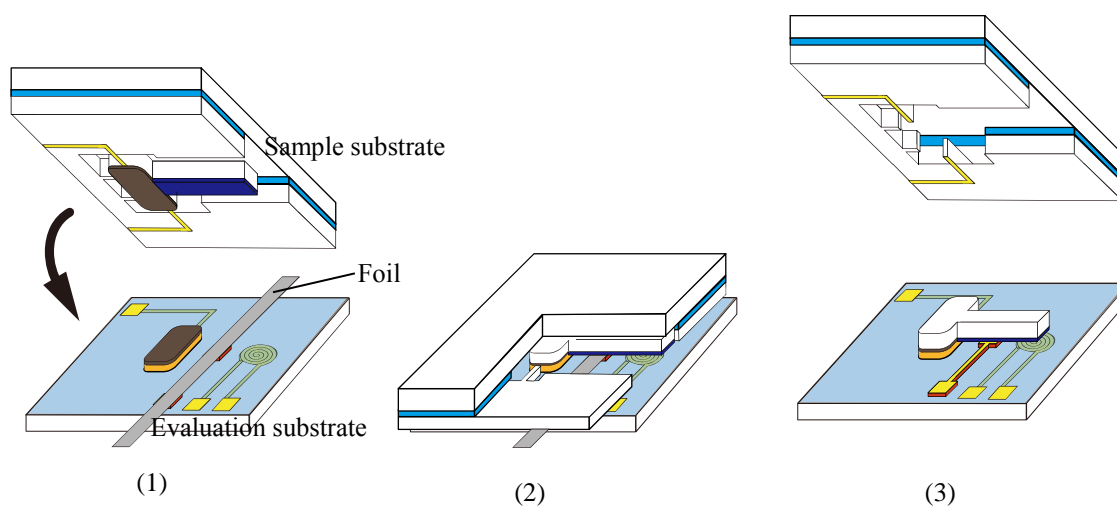 Sample substrate
Foil
Evaluation substrate
(1)
(2)
(3)